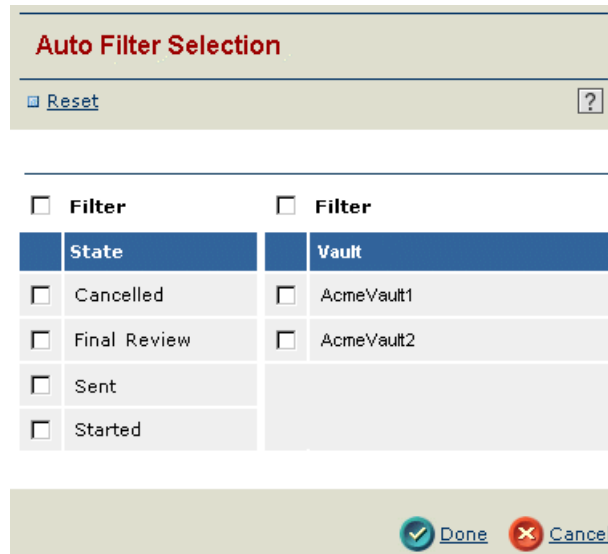 Auto Filter Selection
Reset ?
Filter Filter
State Vault
Cancelled AcmeVault1
Final Review AcmeVault2
Sent
Started
Done Cance